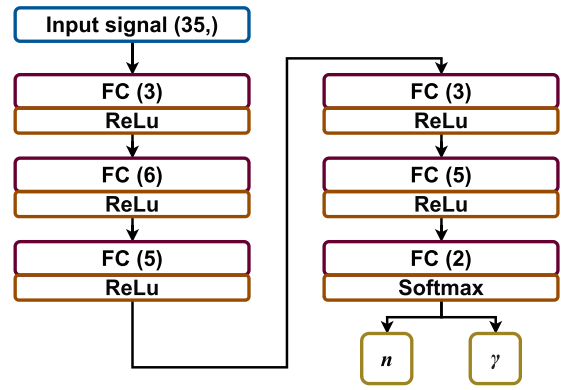 Input signal (35,)
FC (3)
ReLu
FC (6)
ReLu
FC (5)
ReLu
FC (3)
ReLu
FC (5)
ReLu
FC (2)
Softmax
n
γ